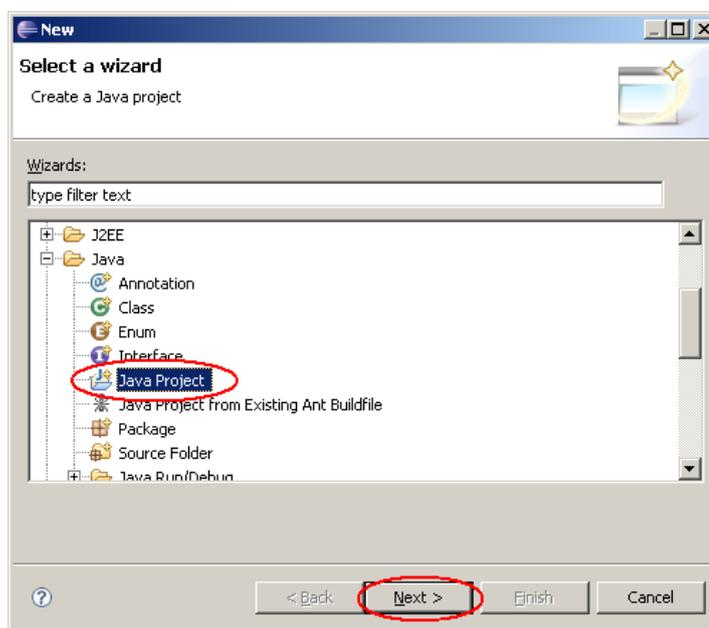 New
Select a wizard
Create a Java project
Wizards:
type filter text
J2EE
Java
Annotation
Class
Enum
Interface
Java Project
Java Project from Existing Ant Buildfile
Package
Source Folder
Java Run/Debug
? < Back Next > Finish Cancel